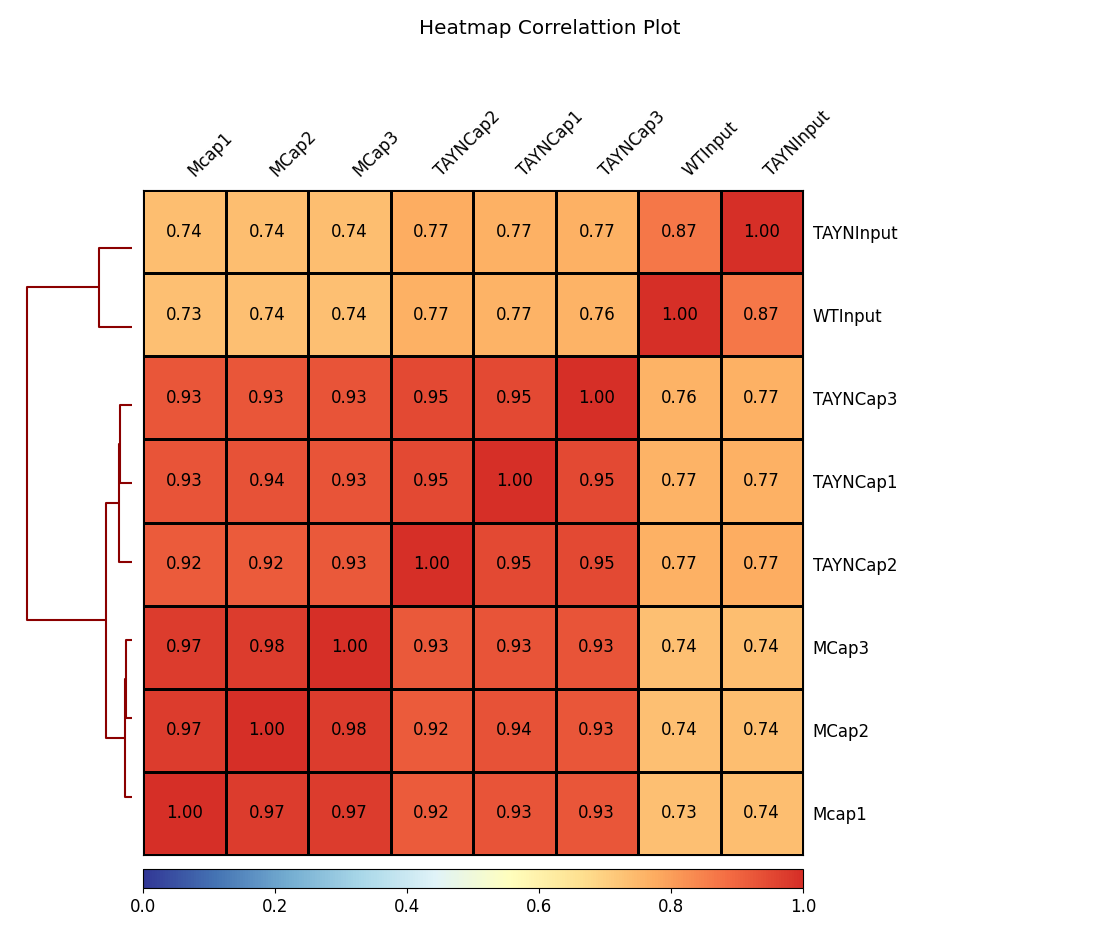 Heatmap Correlattion Plot
Mcap1 MCap2 MCap3 TAYNCap2 TAYNCap1 TAYNCap3 WTInput TAYNInput
0.74 0.74 0.74 0.77 0.77 0.77 0.87 1.00 TAYNInput
0.73 0.74 0.74 0.77 0.77 0.76 1.00 0.87 WTInput
0.93 0.93 0.93 0.95 0.95 1.00 0.76 0.77 TAYNCap3
0.93 0.94 0.93 0.95 1.00 0.95 0.77 0.77 TAYNCap1
0.92 0.92 0.93 1.00 0.95 0.95 0.77 0.77 TAYNCap2
0.97 0.98 1.00 0.93 0.93 0.93 0.74 0.74 MCap3
0.97 1.00 0.98 0.92 0.94 0.93 0.74 0.74 MCap2
1.00 0.97 0.97 0.92 0.93 0.93 0.73 0.74 Mcap1
0.0 0.2 0.4 0.6 0.8 1.0